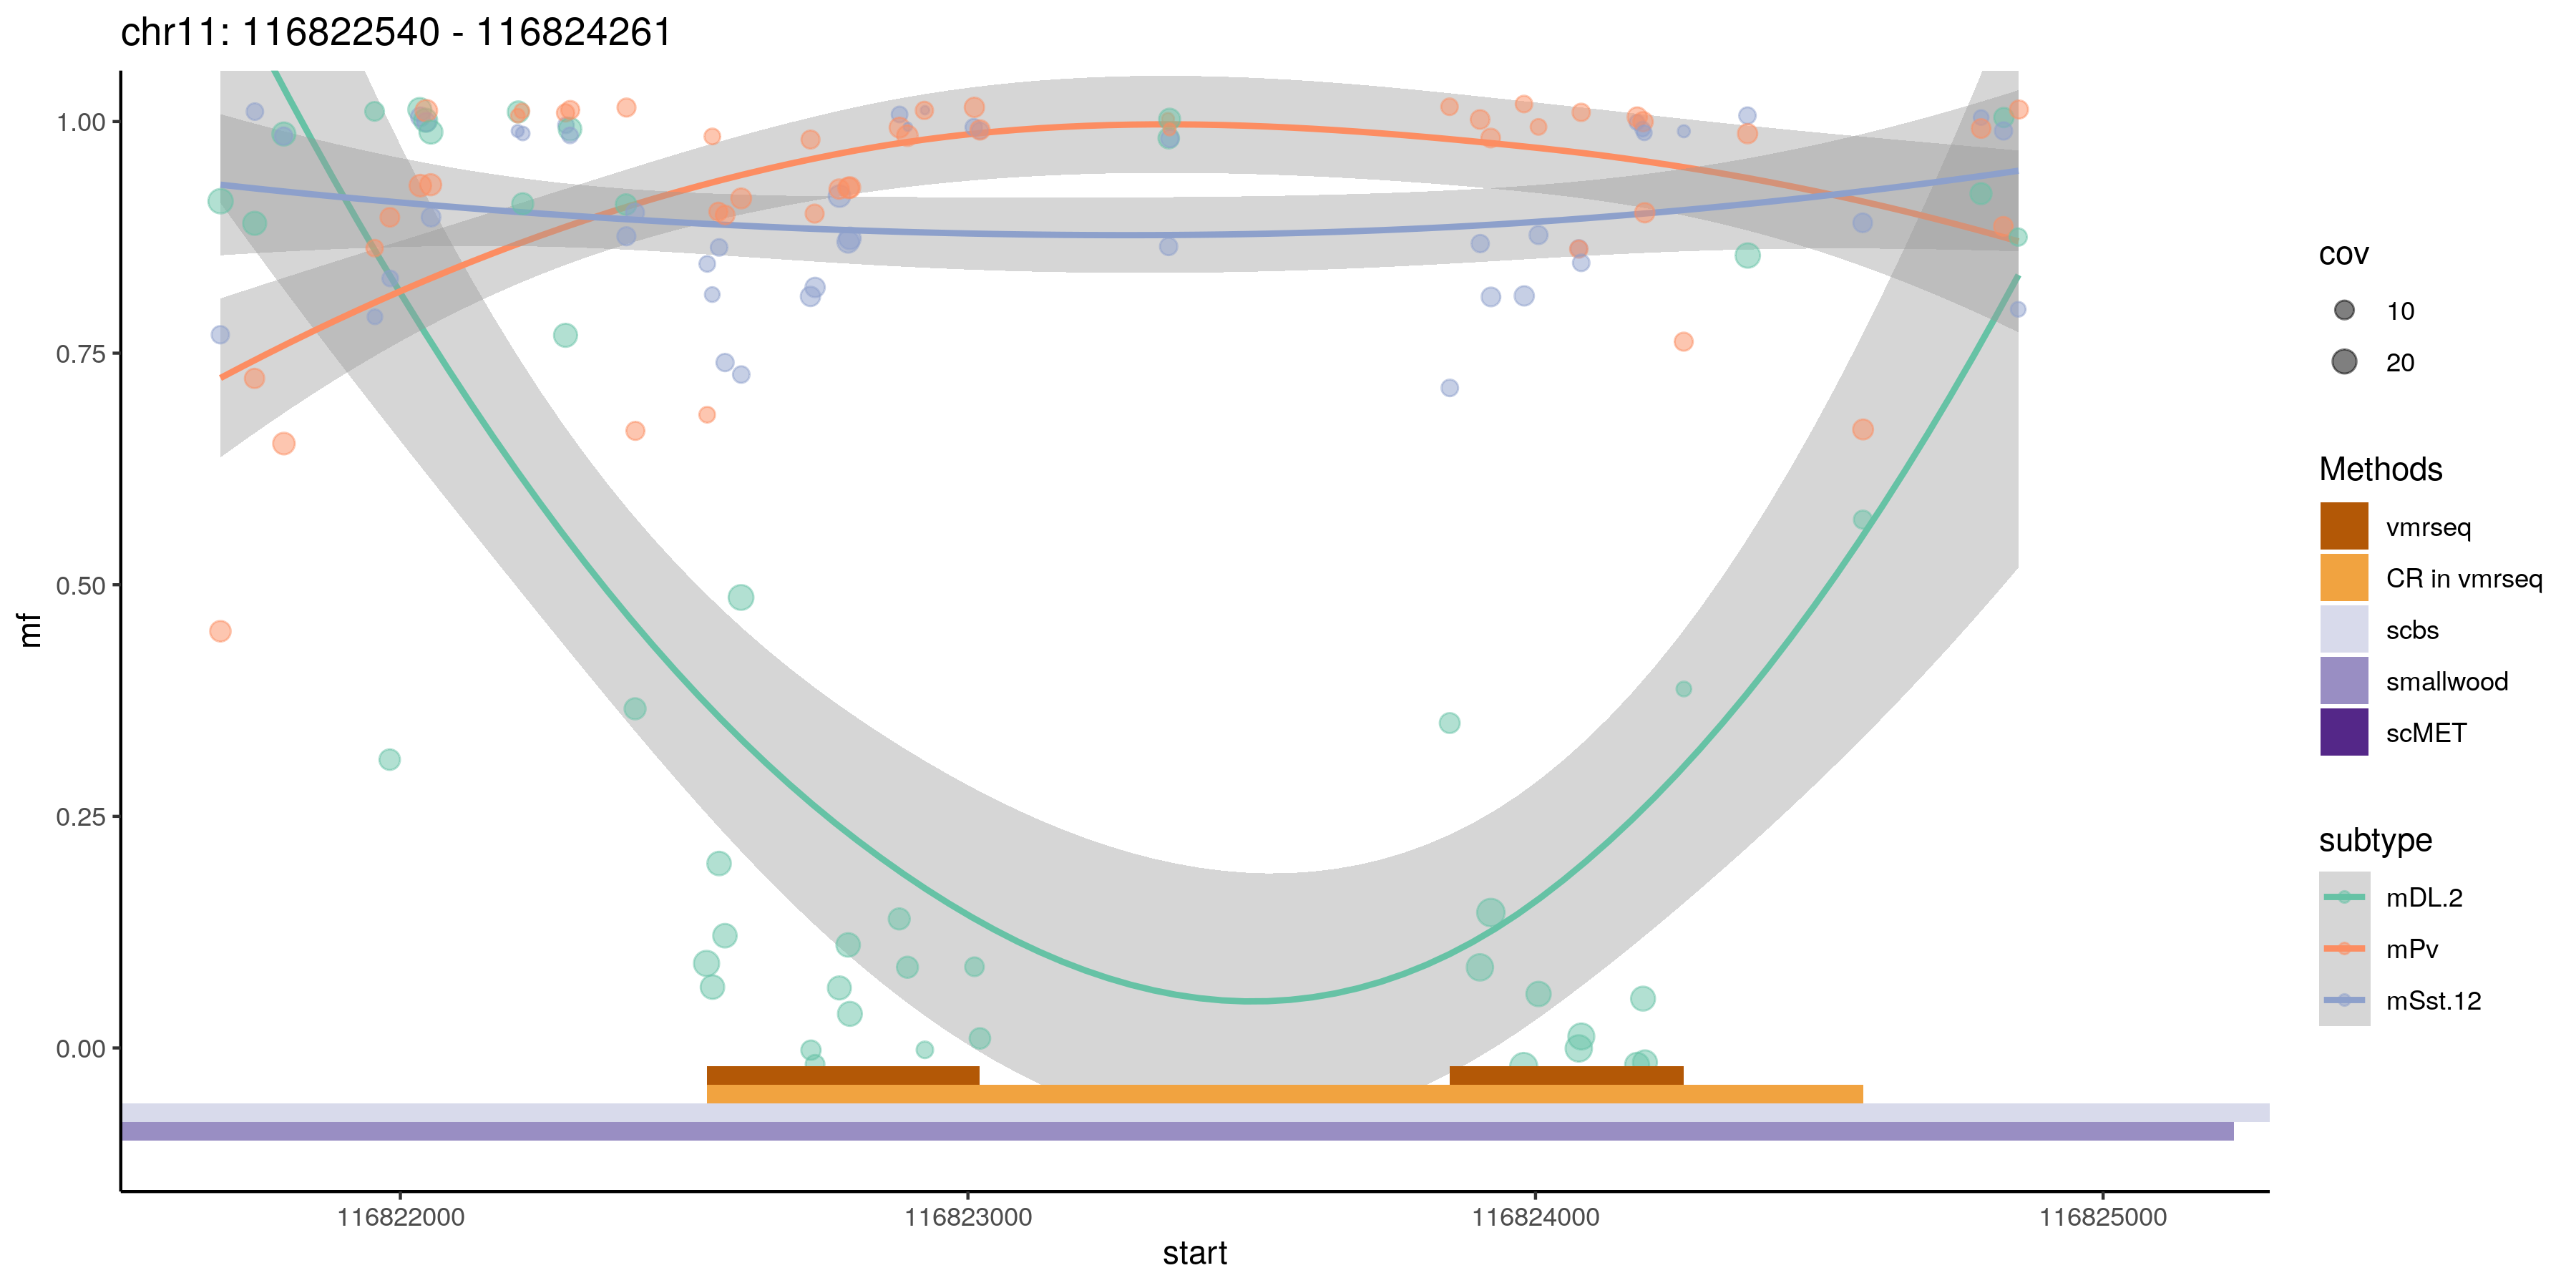 chr11: 116822540 - 116824261
mf
1.00
0.75
0.50
0.25
0.00
116822000
116823000
116824000
116825000
start
cov
10
20
Methods
vmrseq
CR in vmrseq
scbs
smallwood
scMET
subtype
mDL.2
mPv
mSst.12